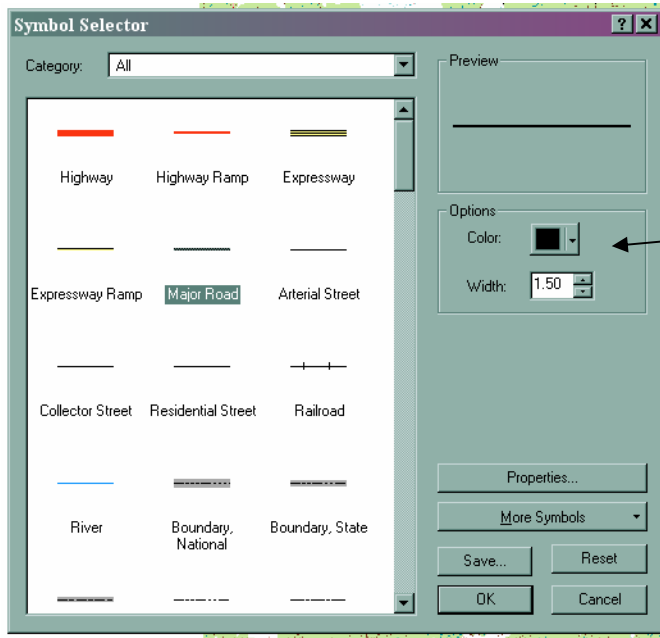 Symbol Selector
Category: All
Preview
Highway Highway Ramp Expressway
Options
Color:
Width: 1.50
Expressway Ramp Major Road Arterial Street
Collector Street Residential Street Railroad
River Boundary, National Boundary, State
Properties...
More Symbols
Save... Reset
OK Cancel